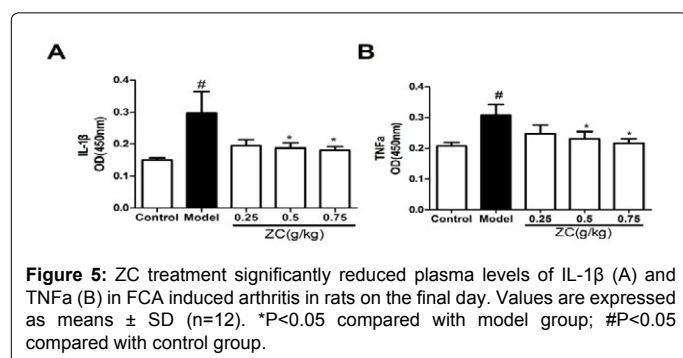 A
B
0.4
0.3
0.2
0.1
0.0
IL-1β
OD(450nm)
#
*
*
Control Model 0.25 0.5 0.75
ZC(g/kg)
0.4
0.3
0.2
0.1
0.0
TNFa
OD(450nm)
#
*
*
Control Model 0.25 0.5 0.75
ZC(g/kg)
Figure 5: ZC treatment significantly reduced plasma levels of IL-1β (A) and
TNFa (B) in FCA induced arthritis in rats on the final day. Values are expressed
as means ± SD (n=12). *P<0.05 compared with model group; #P<0.05
compared with control group.